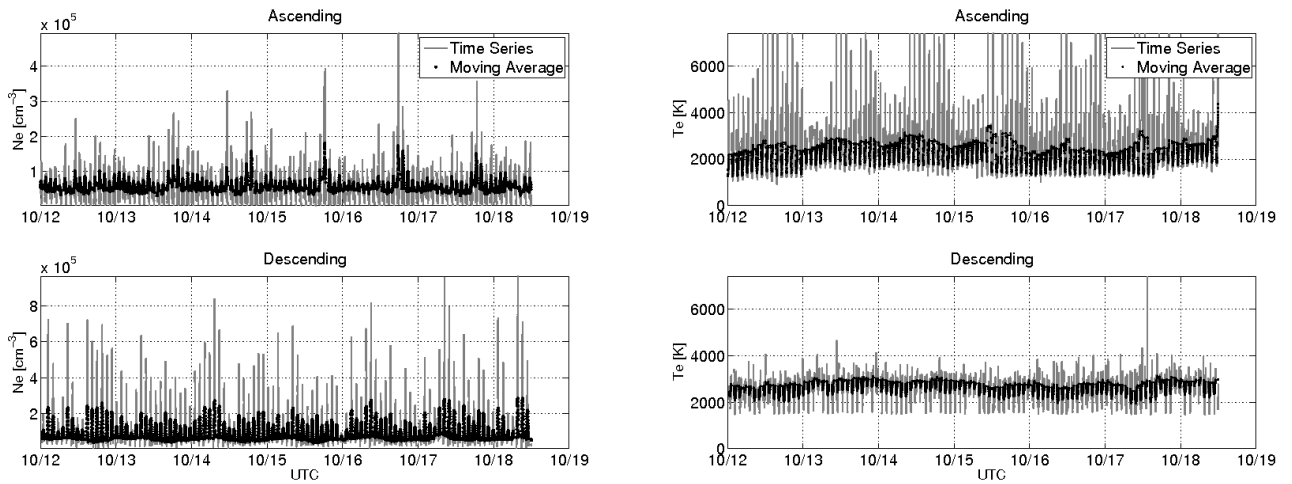 Ascending
x 10⁵
Ne [cm⁻³]
4
3
2
1
Time Series
Moving Average
10/12 10/13 10/14 10/15 10/16 10/17 10/18 10/19
Ascending
Te [K]
6000
4000
2000
0
Time Series
Moving Average
10/12 10/13 10/14 10/15 10/16 10/17 10/18 10/19
Descending
x 10⁵
Ne [cm⁻³]
8
6
4
2
10/12 10/13 10/14 10/15 10/16 10/17 10/18 10/19
UTC
Descending
Te [K]
6000
4000
2000
0
10/12 10/13 10/14 10/15 10/16 10/17 10/18 10/19
UTC